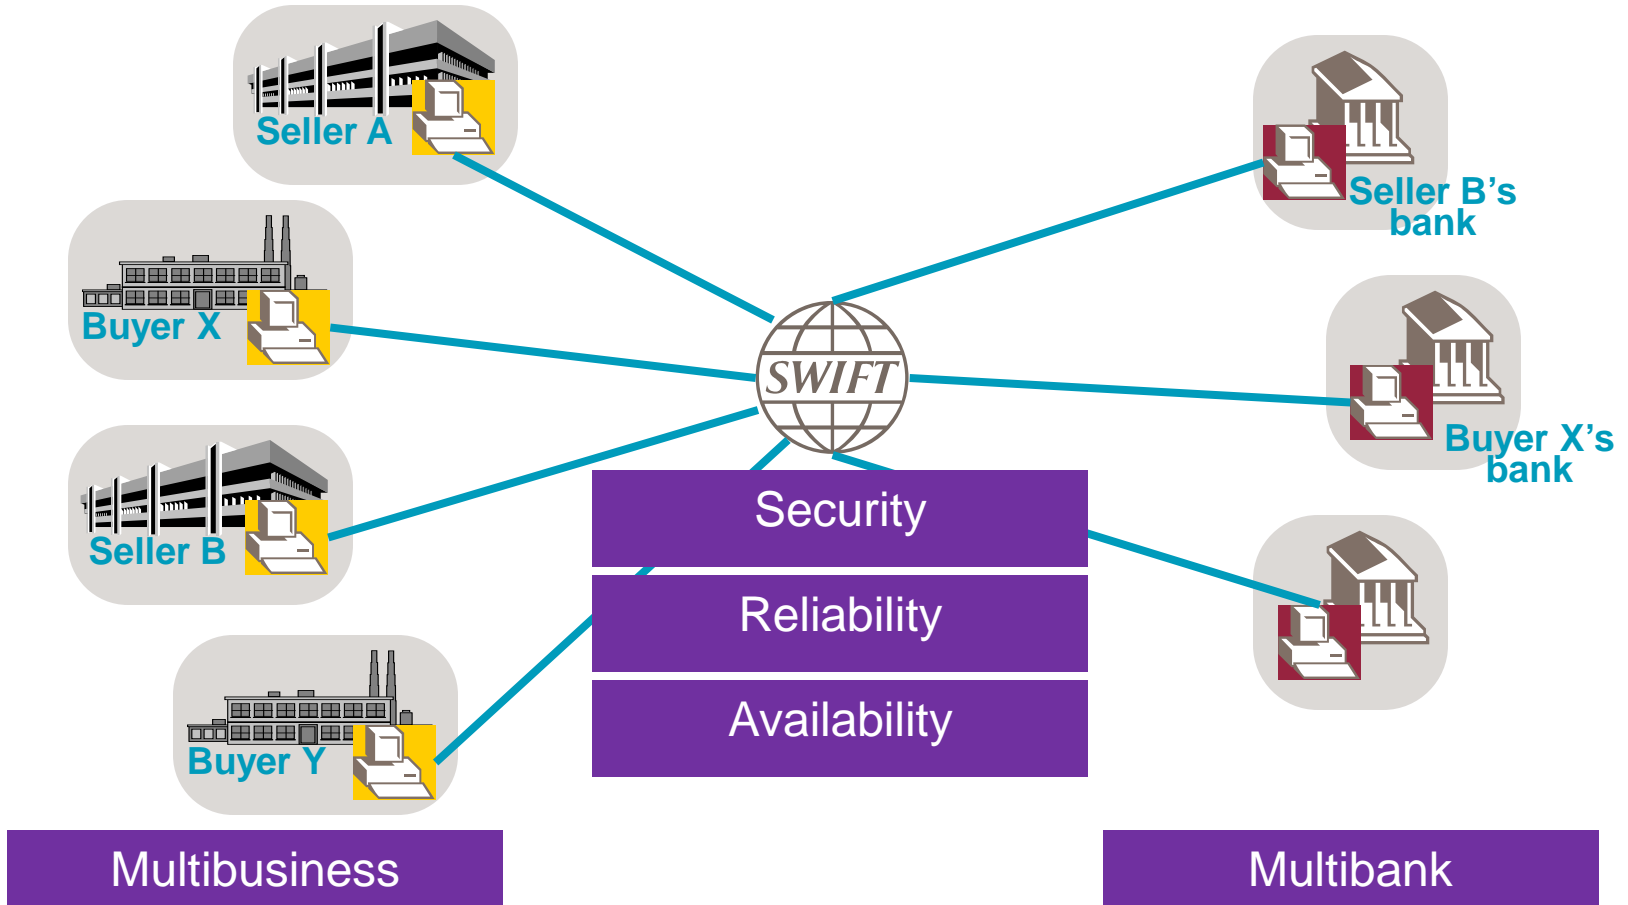 Seller A
Seller B’s
bank
Buyer X
SWIFT
Buyer X’s
bank
Security
Seller B
Reliability
Availability
Buyer Y
Multibusiness
Multibank